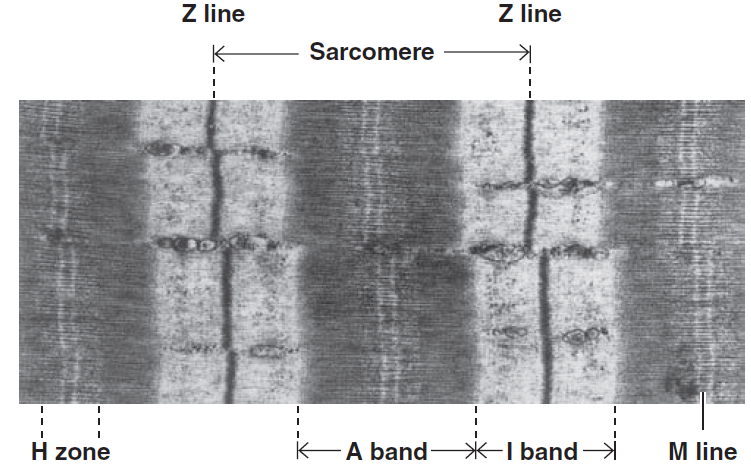 Z line Z line
Sarcomere
H zone A band I band M line